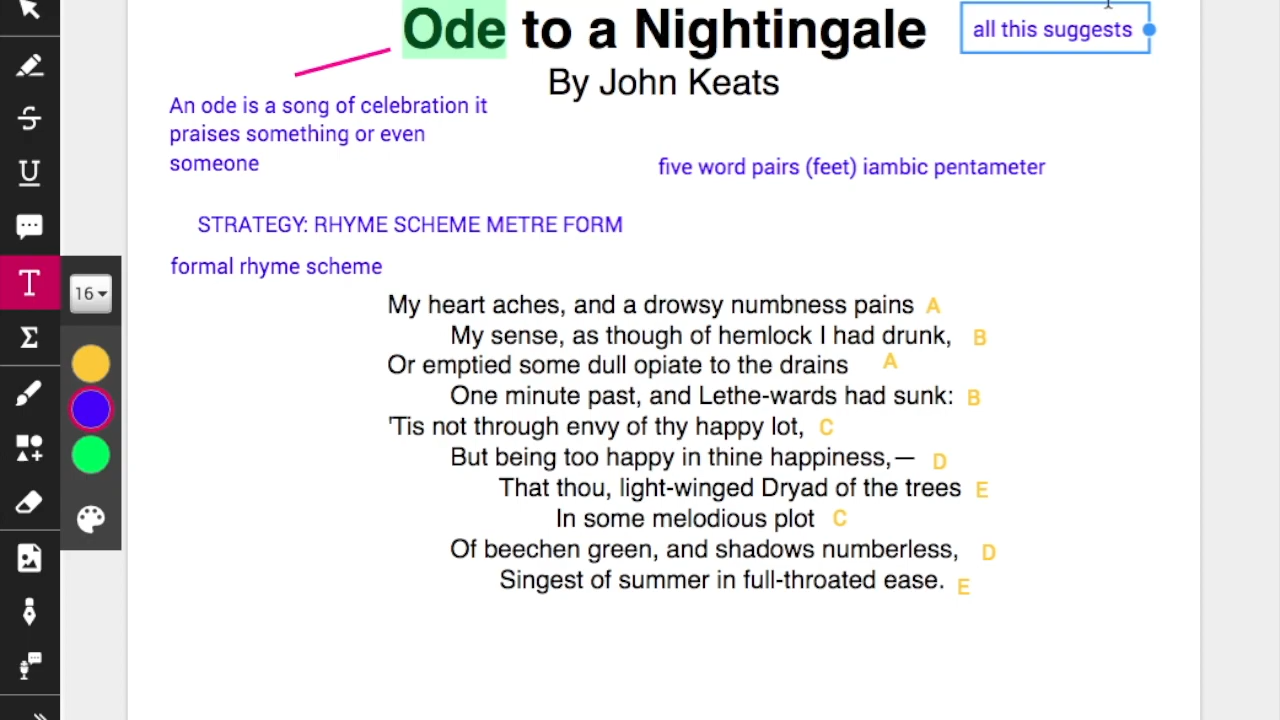 Ode to a Nightingale
all this suggests
By John Keats
An ode is a song of celebration it
praises something or even
someone
five word pairs (feet) iambic pentameter
STRATEGY: RHYME SCHEME METRE FORM
formal rhyme scheme
T
16
Σ
My heart aches, and a drowsy numbness pains A
My sense, as though of hemlock I had drunk, B
Or emptied some dull opiate to the drains A
One minute past, and Lethe-wards had sunk: B
'Tis not through envy of thy happy lot, C
But being too happy in thine happiness,— D
That thou, light-winged Dryad of the trees E
In some melodious plot C
Of beechen green, and shadows numberless, D
Singest of summer in full-throated ease. E